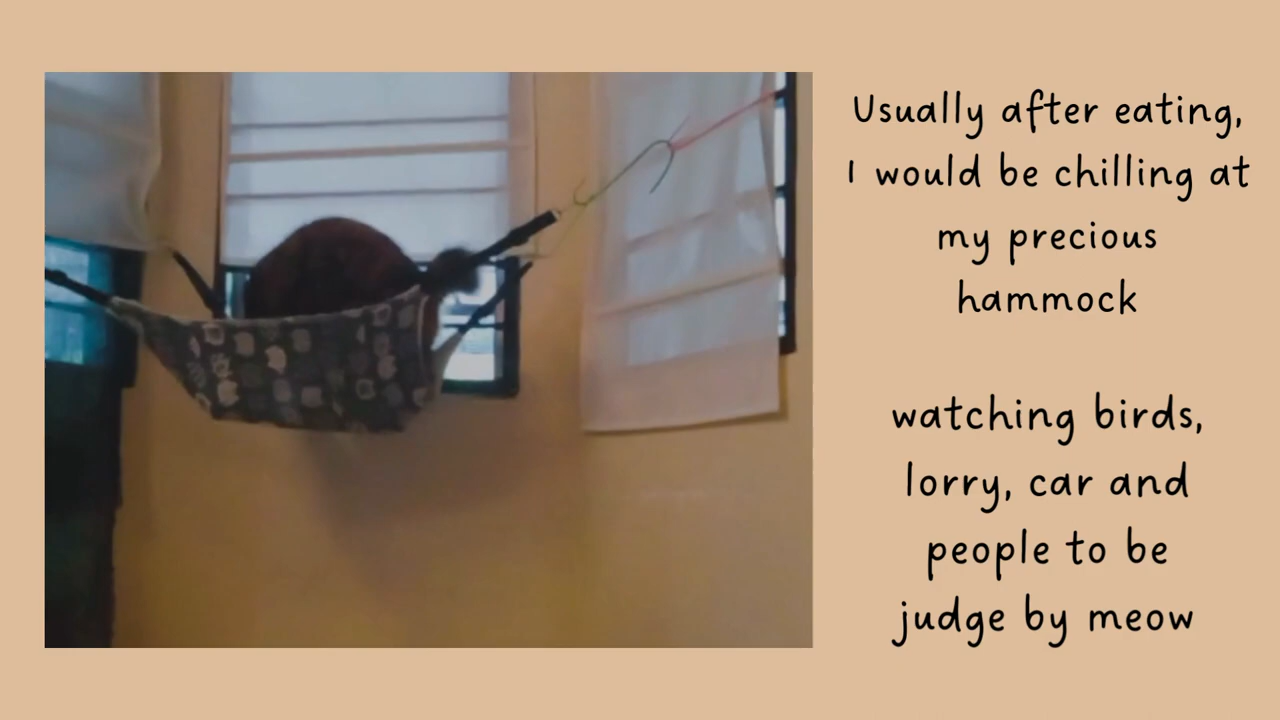 Usually after eating,
I would be chilling at
my precious
hammock
watching birds,
lorry, car and
people to be
judge by meow